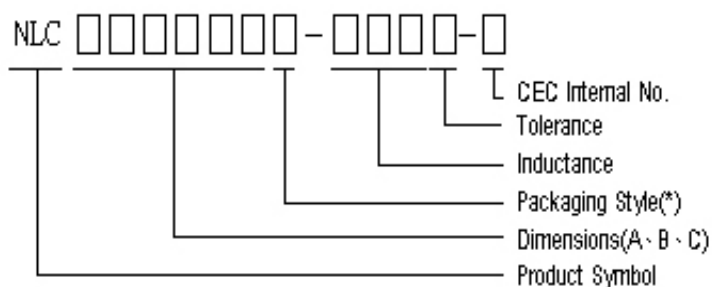 NLC □□□□□□□-□□□□-□
CEC Internal No.
Tolerance
Inductance
Packaging Style(*)
Dimensions(A、B、C)
Product Symbol